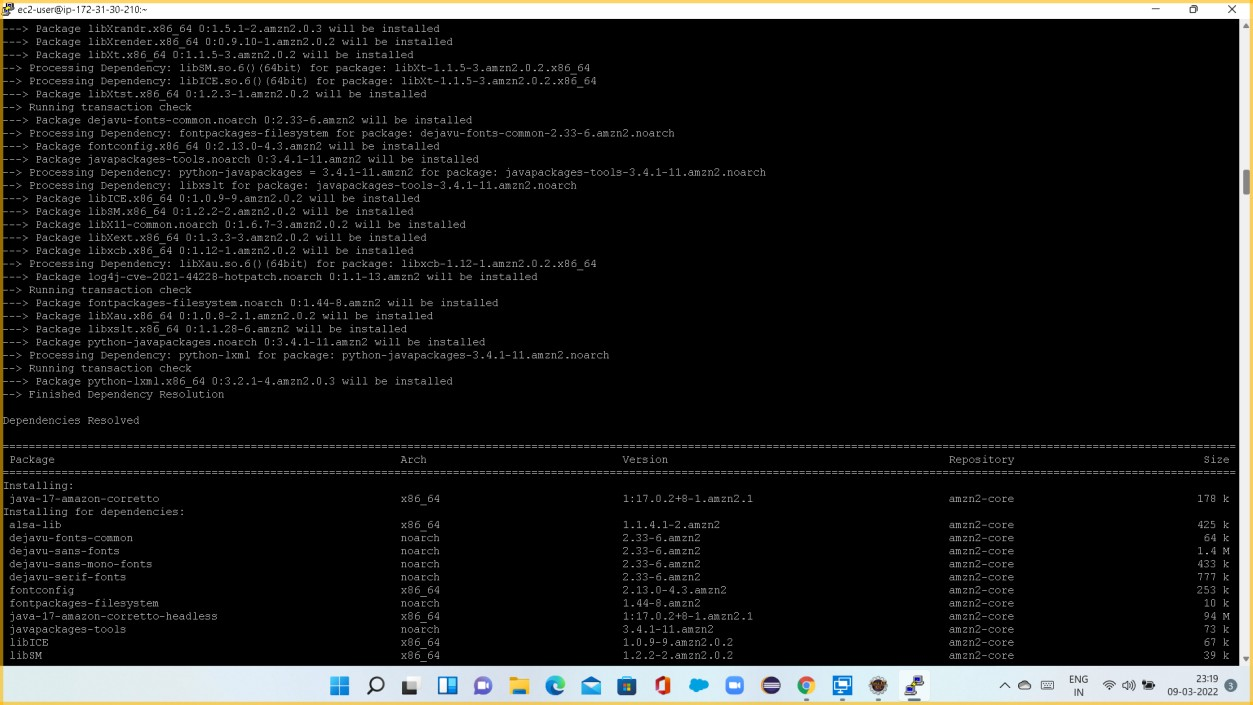 ec2-user@ip-172-31-30-210:~
---> Package libXrandr.x86_64 0:1.5.1-2.amzn2.0.3 will be installed
---> Package libXrender.x86_64 0:0.9.10-1.amzn2.0.2 will be installed
---> Package libXt.x86_64 0:1.1.5-3.amzn2.0.2 will be installed
--> Processing Dependency: libSM.so.6()(64bit) for package: libXt-1.1.5-3.amzn2.0.2.x86_64
--> Processing Dependency: libICE.so.6()(64bit) for package: libXt-1.1.5-3.amzn2.0.2.x86_64
---> Package libXtst.x86_64 0:1.2.3-1.amzn2.0.2 will be installed
--> Running transaction check
---> Package dejavu-fonts-common.noarch 0:2.33-6.amzn2 will be installed
--> Processing Dependency: fontpackages-filesystem for package: dejavu-fonts-common-2.33-6.amzn2.noarch
---> Package fontconfig.x86_64 0:2.13.0-4.3.amzn2 will be installed
---> Package javapackages-tools.noarch 0:3.4.1-11.amzn2 will be installed
--> Processing Dependency: python-javapackages = 3.4.1-11.amzn2 for package: javapackages-tools-3.4.1-11.amzn2.noarch
--> Processing Dependency: libxslt for package: javapackages-tools-3.4.1-11.amzn2.noarch
---> Package libICE.x86_64 0:1.0.9-9.amzn2.0.2 will be installed
---> Package libSM.x86_64 0:1.2.2-2.amzn2.0.2 will be installed
---> Package libX11-common.noarch 0:1.6.7-3.amzn2.0.2 will be installed
---> Package libXext.x86_64 0:1.3.3-3.amzn2.0.2 will be installed
---> Package libxcb.x86_64 0:1.12-1.amzn2.0.2 will be installed
--> Processing Dependency: libXau.so.6()(64bit) for package: libxcb-1.12-1.amzn2.0.2.x86_64
---> Package log4j-cve-2021-44228-hotpatch.noarch 0:1.1-13.amzn2 will be installed
--> Running transaction check
---> Package fontpackages-filesystem.noarch 0:1.44-8.amzn2 will be installed
---> Package libXau.x86_64 0:1.0.8-2.1.amzn2.0.2 will be installed
---> Package libxslt.x86_64 0:1.1.28-6.amzn2 will be installed
---> Package python-javapackages.noarch 0:3.4.1-11.amzn2 will be installed
--> Processing Dependency: python-lxml for package: python-javapackages-3.4.1-11.amzn2.noarch
--> Running transaction check
---> Package python-lxml.x86_64 0:3.2.1-4.amzn2.0.3 will be installed
--> Finished Dependency Resolution
Dependencies Resolved
Package Arch Version Repository Size
Installing:
java-17-amazon-corretto x86_64 1:17.0.2+8-1.amzn2.1 amzn2-core 178 k
Installing for dependencies:
alsa-lib x86_64 1.1.4.1-2.amzn2 amzn2-core 425 k
dejavu-fonts-common noarch 2.33-6.amzn2 amzn2-core 64 k
dejavu-sans-fonts noarch 2.33-6.amzn2 amzn2-core 1.4 M
dejavu-sans-mono-fonts noarch 2.33-6.amzn2 amzn2-core 433 k
dejavu-serif-fonts noarch 2.33-6.amzn2 amzn2-core 777 k
fontconfig x86_64 2.13.0-4.3.amzn2 amzn2-core 253 k
fontpackages-filesystem noarch 1.44-8.amzn2 amzn2-core 10 k
java-17-amazon-corretto-headless x86_64 1:17.0.2+8-1.amzn2.1 amzn2-core 94 M
javapackages-tools noarch 3.4.1-11.amzn2 amzn2-core 73 k
libICE x86_64 1.0.9-9.amzn2.0.2 amzn2-core 67 k
libSM x86_64 1.2.2-2.amzn2.0.2 amzn2-core 39 k
ENG 23:19
IN 09-03-2022 3